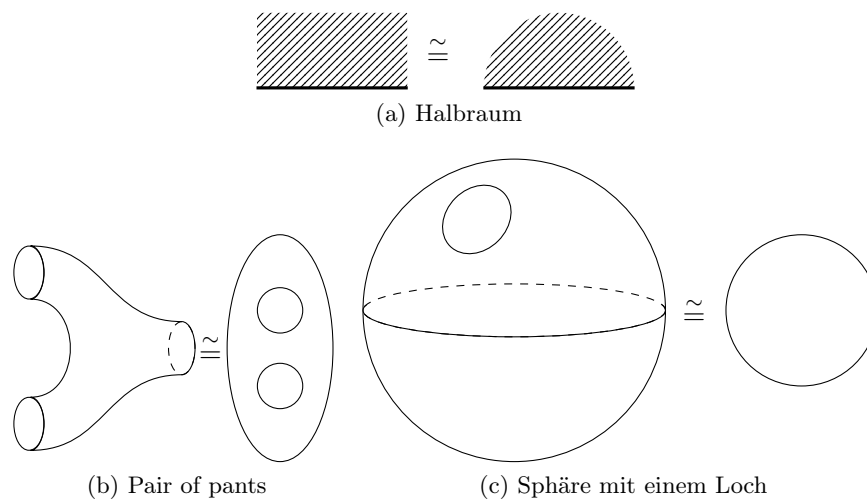 ≅
(a) Halbraum
≅
≅
(b) Pair of pants
(c) Sphäre mit einem Loch